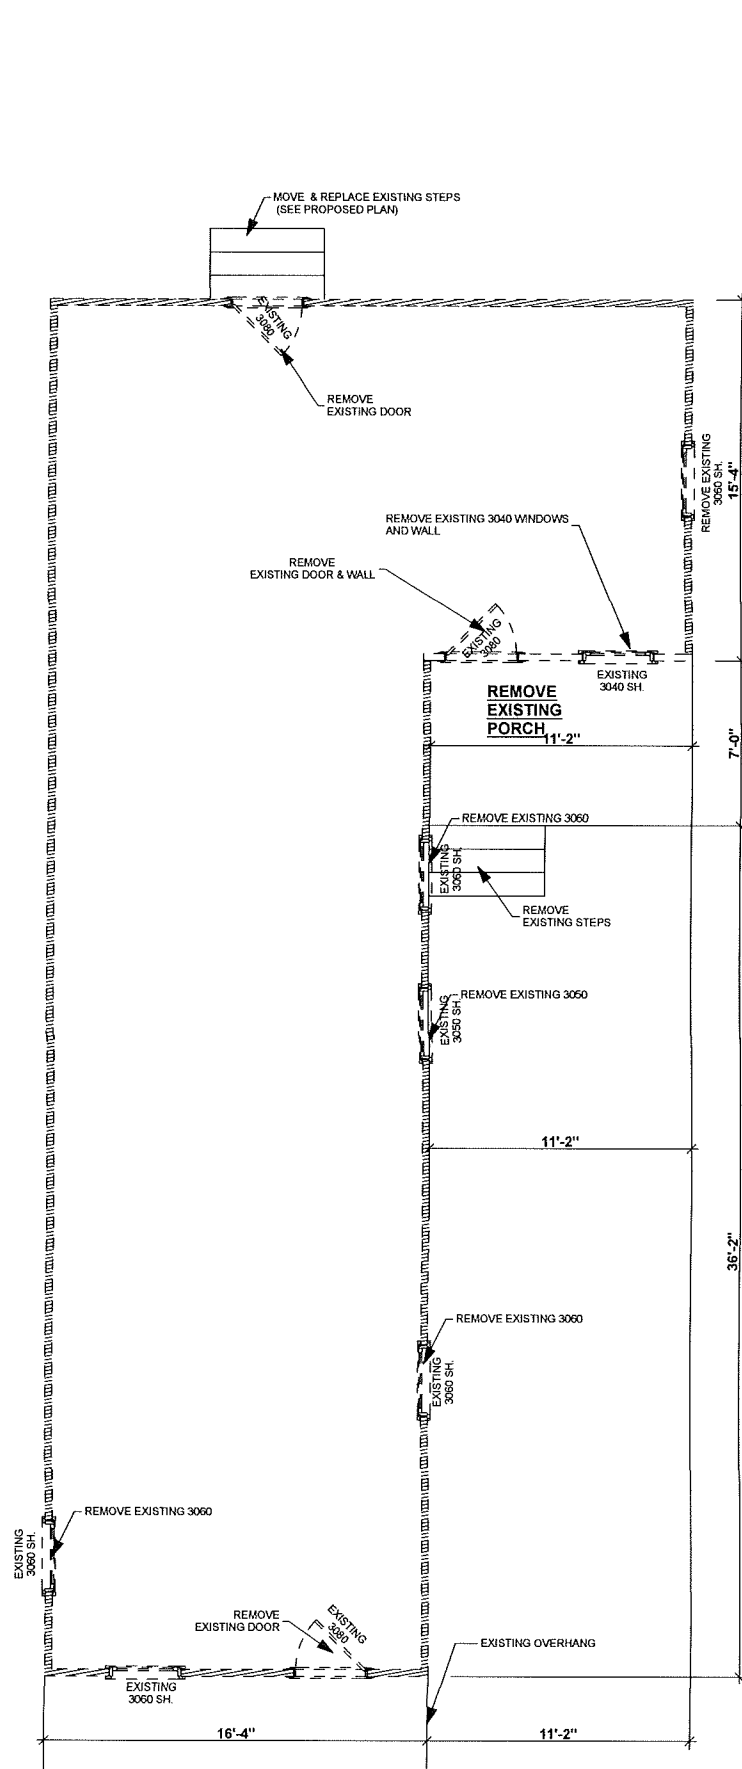 MOVE & REPLACE EXISTING STEPS
(SEE PROPOSED PLAN)
EXISTING
3080
REMOVE
EXISTING DOOR
REMOVE EXISTING
3060 SH.
15'-4"
REMOVE EXISTING 3040 WINDOWS
AND WALL
REMOVE
EXISTING DOOR & WALL
EXISTING
3080
EXISTING
3040 SH.
REMOVE
EXISTING
PORCH
11'-2"
7'-0"
REMOVE EXISTING 3060
EXISTING
3060 SH.
REMOVE
EXISTING STEPS
REMOVE EXISTING 3050
EXISTING
3050 SH.
11'-2"
36'-2"
REMOVE EXISTING 3060
EXISTING
3060 SH.
REMOVE EXISTING 3060
EXISTING
3060 SH.
REMOVE
EXISTING DOOR
EXISTING
3080
EXISTING OVERHANG
EXISTING
3060 SH.
16'-4"
11'-2"